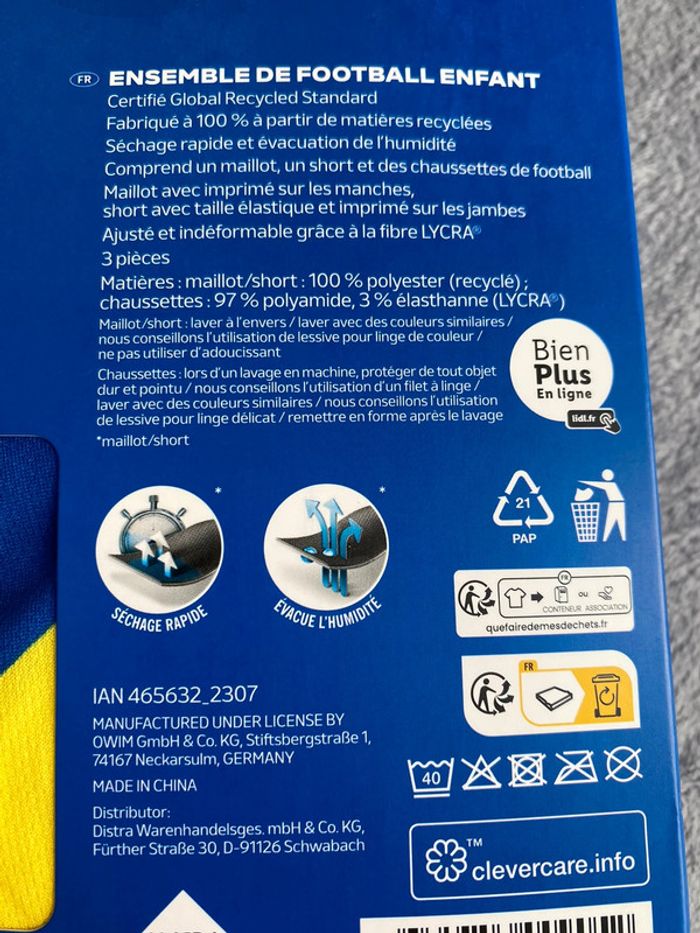 FR ENSEMBLE DE FOOTBALL ENFANT
Certifié Global Recycled Standard
Fabriqué à 100 % à partir de matières recyclées
Séchage rapide et évacuation de l'humidité
Comprend un maillot, un short et des chaussettes de football
Maillot avec imprimé sur les manches,
short avec taille élastique et imprimé sur les jambes
Ajusté et indéformable grâce à la fibre LYCRA®
3 pièces
Matières : maillot/short : 100 % polyester (recyclé) ;
chaussettes : 97 % polyamide, 3 % élasthanne (LYCRA®)
Maillot/short : laver à l'envers / laver avec des couleurs similaires /
nous conseillons l'utilisation de lessive pour linge de couleur /
ne pas utiliser d'adoucissant
Chaussettes : lors d'un lavage en machine, protéger de tout objet
dur et pointu / nous conseillons l'utilisation d'un filet à linge /
laver avec des couleurs similaires / nous conseillons l'utilisation
de lessive pour linge délicat / remettre en forme après le lavage
*maillot/short
Bien
Plus
En ligne
lidl.fr
*
*
SÉCHAGE RAPIDE
ÉVACUE L'HUMIDITÉ
21
PAP
FR
OU
CONTENEUR ASSOCIATION
quefairedemesdechets.fr
FR
IAN 465632_2307
MANUFACTURED UNDER LICENSE BY
OWIM GmbH & Co. KG, Stiftsbergstraße 1,
74167 Neckarsulm, GERMANY
MADE IN CHINA
Distributor:
Distra Warenhandelsges. mbH & Co. KG,
Fürther Straße 30, D-91126 Schwabach
40
TM
clevercare.info